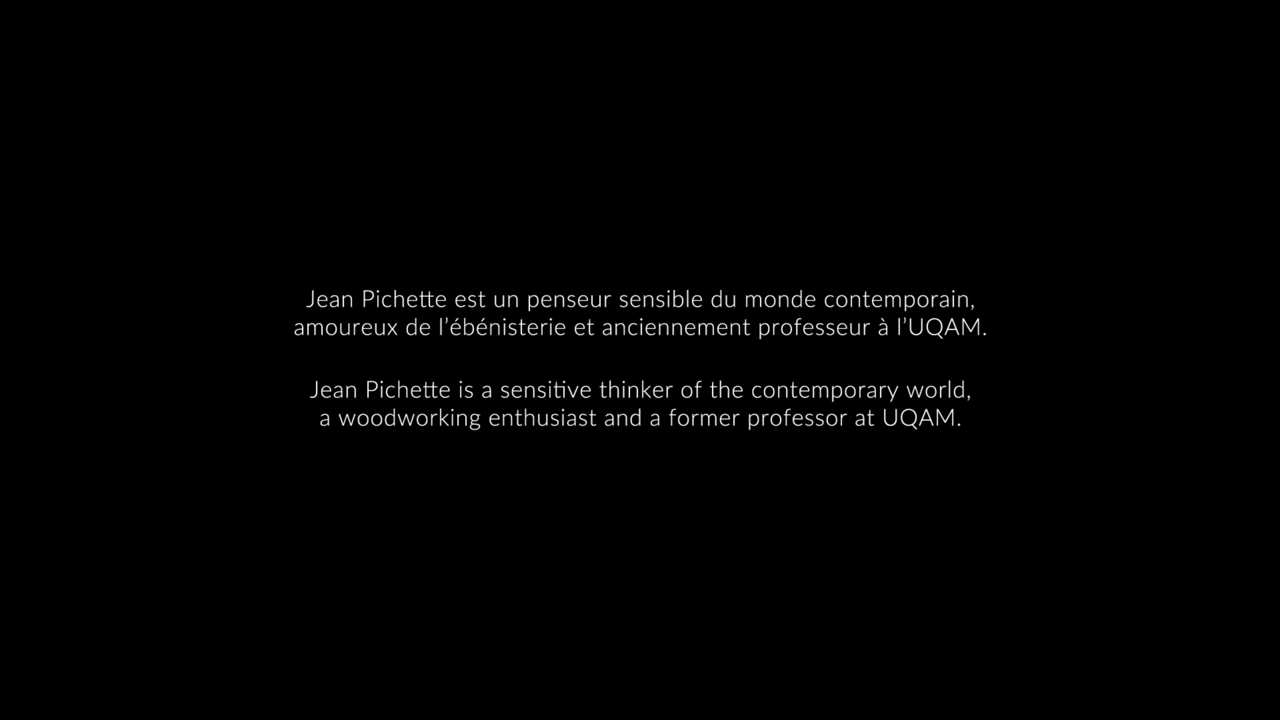 Jean Pichette est un penseur sensible du monde contemporain,
amoureux de l’ébénisterie et anciennement professeur à l’UQAM.
Jean Pichette is a sensitive thinker of the contemporary world,
a woodworking enthusiast and a former professor at UQAM.